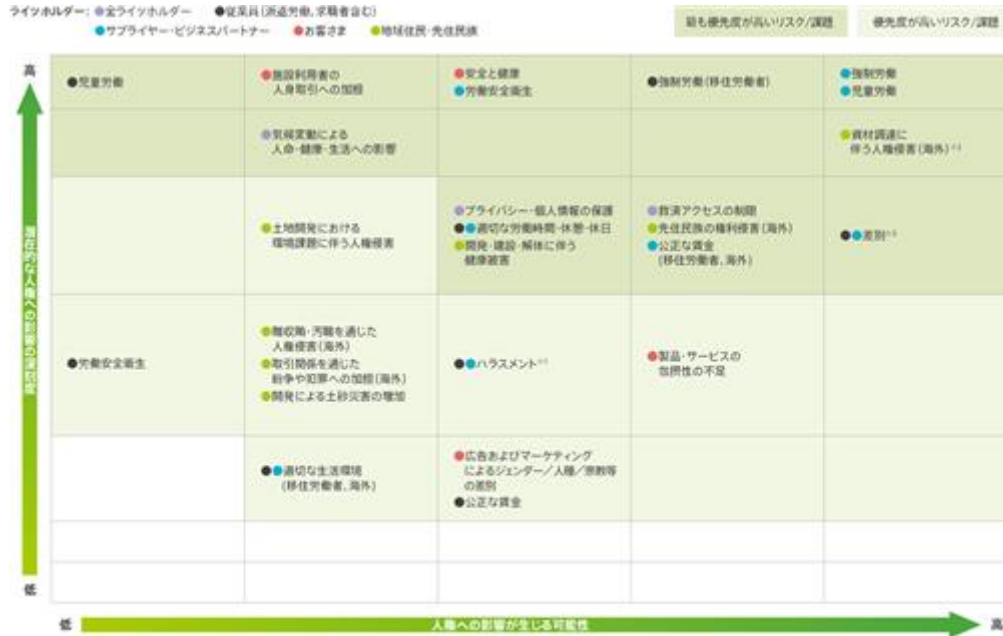 ライツホルダー: ●全ライツホルダー ●従業員(派遣労働、求職者含む)
●サプライヤー・ビジネスパートナー ●お客さま ●地域住民・先住民族
最も優先度が高いリスク/課題
優先度が高いリスク/課題
高
●児童労働
●施設利用者の
人身取引への加担
●安全と健康
●労働安全衛生
●強制労働(移住労働者)
●強制労働
●児童労働
●気候変動による
人命・健康・生活への影響
●資材調達に
伴う人権侵害(海外)
●土地開発における
環境課題に伴う人権侵害
●プライバシー・個人情報の保護
●●適切な労働時間・休憩・休日
●開発・建設・解体に伴う
健康被害
●救済アクセスの制限
●先住民族の権利侵害(海外)
●公正な賃金
(移住労働者、海外)
●●差別
潜在的な人権への影響の深刻度
●労働安全衛生
●贈収賄・汚職を通じた
人権侵害(海外)
●取引関係を通じた
紛争や犯罪への加担(海外)
●開発による土砂災害の増加
●●ハラスメント
●製品・サービスの
包摂性の不足
●●適切な生活環境
(移住労働者、海外)
●広告およびマーケティング
によるジェンダー/人種/宗教等
の差別
●公正な賃金
低
低
人権への影響が生じる可能性
高